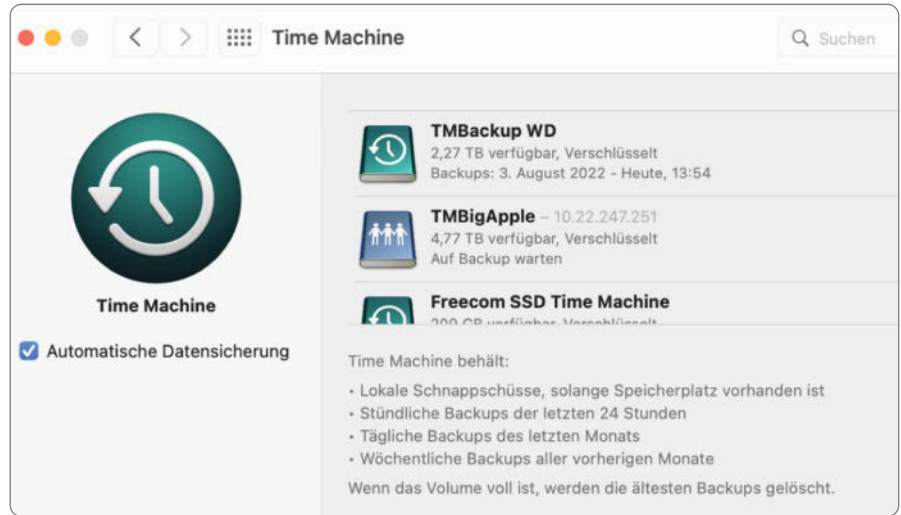 Time Machine
Suchen
TMBackup WD
2,27 TB verfügbar, Verschlüsselt
Backups: 3. August 2022 - Heute, 13:54
TMBigApple – 10.22.247.251
4,77 TB verfügbar, Verschlüsselt
Auf Backup warten
Freecom SSD Time Machine
GB verfügbar, Verschlüsselt
Time Machine
Automatische Datensicherung
Time Machine behält:
• Lokale Schnappschüsse, solange Speicherplatz vorhanden ist
• Stündliche Backups der letzten 24 Stunden
• Tägliche Backups des letzten Monats
• Wöchentliche Backups aller vorherigen Monate
Wenn das Volume voll ist, werden die ältesten Backups gelöscht.